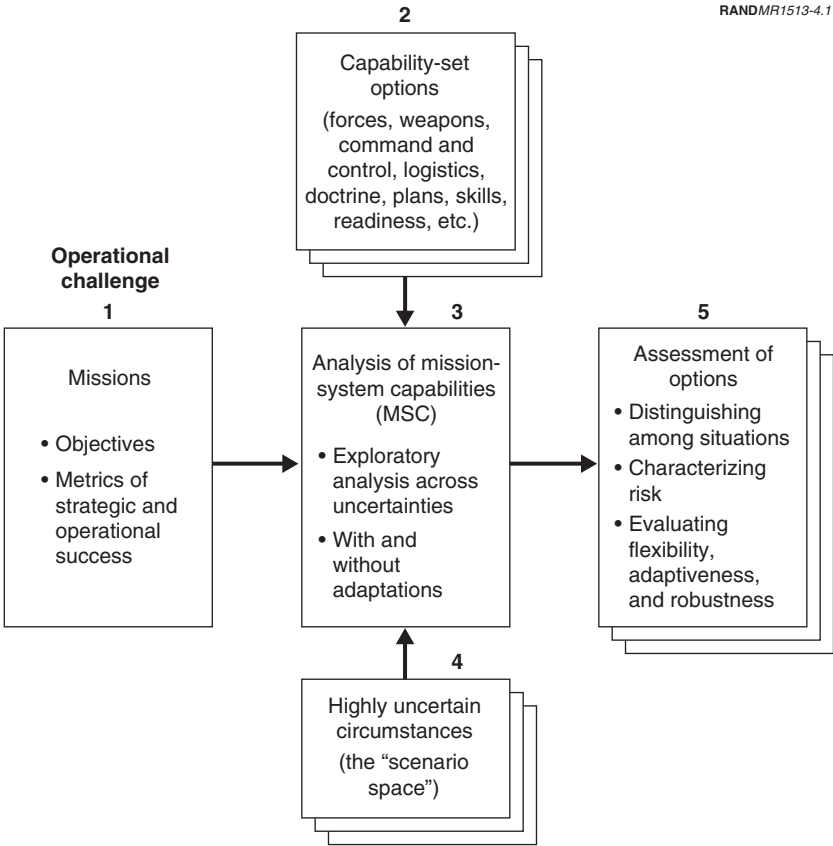 RANDMR1513-4.1
2
Capability-set
options
(forces, weapons,
command and
control, logistics,
doctrine, plans, skills,
readiness, etc.)
Operational
challenge
1
Missions
• Objectives
• Metrics of
strategic and
operational
success
3
Analysis of mission-
system capabilities
(MSC)
• Exploratory
analysis across
uncertainties
• With and
without
adaptations
5
Assessment of
options
• Distinguishing
among situations
• Characterizing
risk
• Evaluating
flexibility,
adaptiveness,
and robustness
4
Highly uncertain
circumstances
(the “scenario
space”)